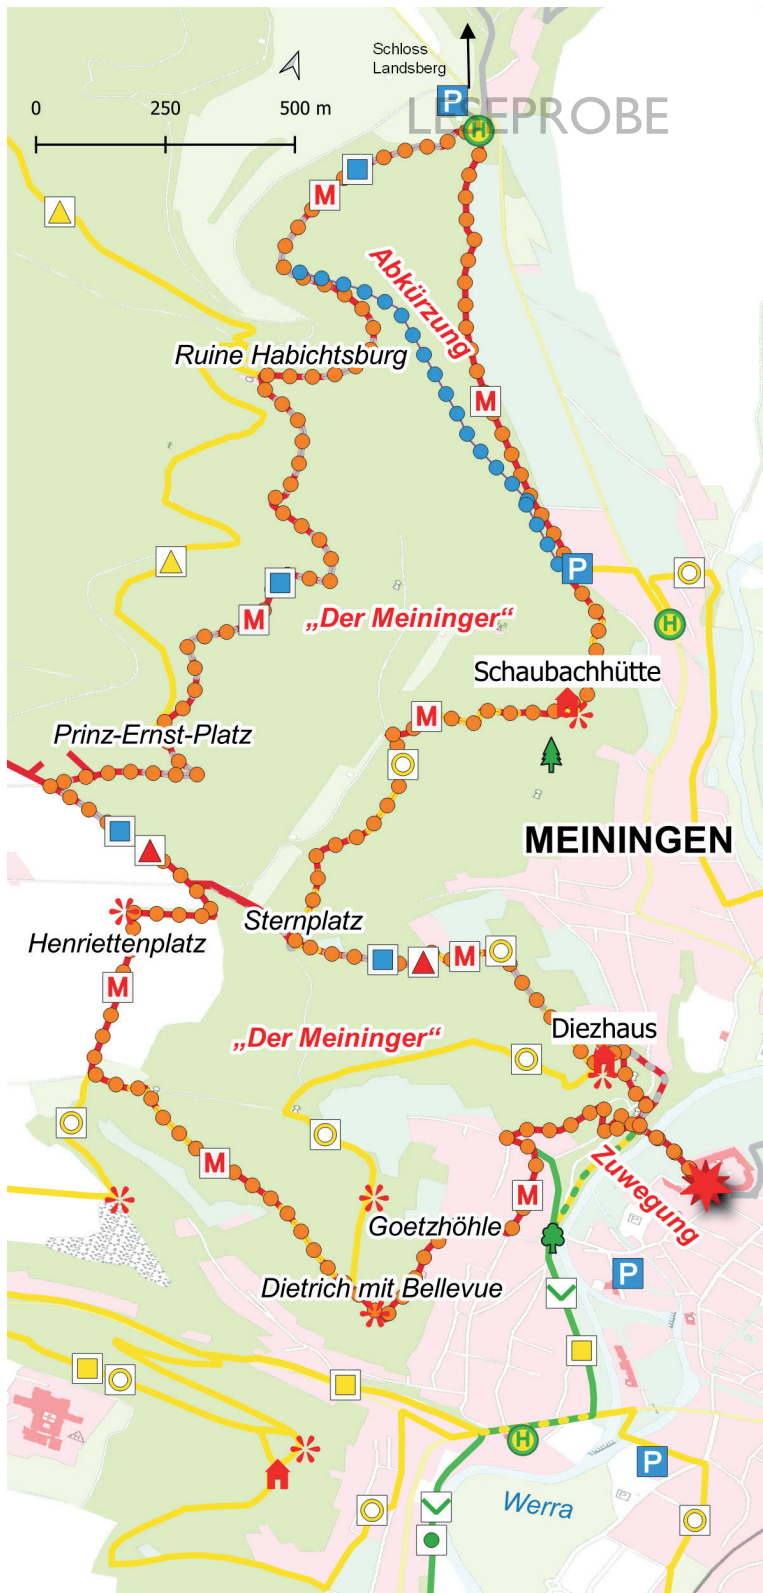 Schloss
Landsberg
0 250 500 m
P
LESEPROBE
H
M
Abkürzung
Ruine Habichtsburg
M
P
M
„Der Meininger“
H
Schaubachhütte
M
Prinz-Ernst-Platz
MEININGEN
Sternplatz
Henriettenplatz
M
M
Diezhaus
„Der Meininger“
M
Zuwegung
M
Goetzhöhle
P
Dietrich mit Bellevue
H
P
Werra